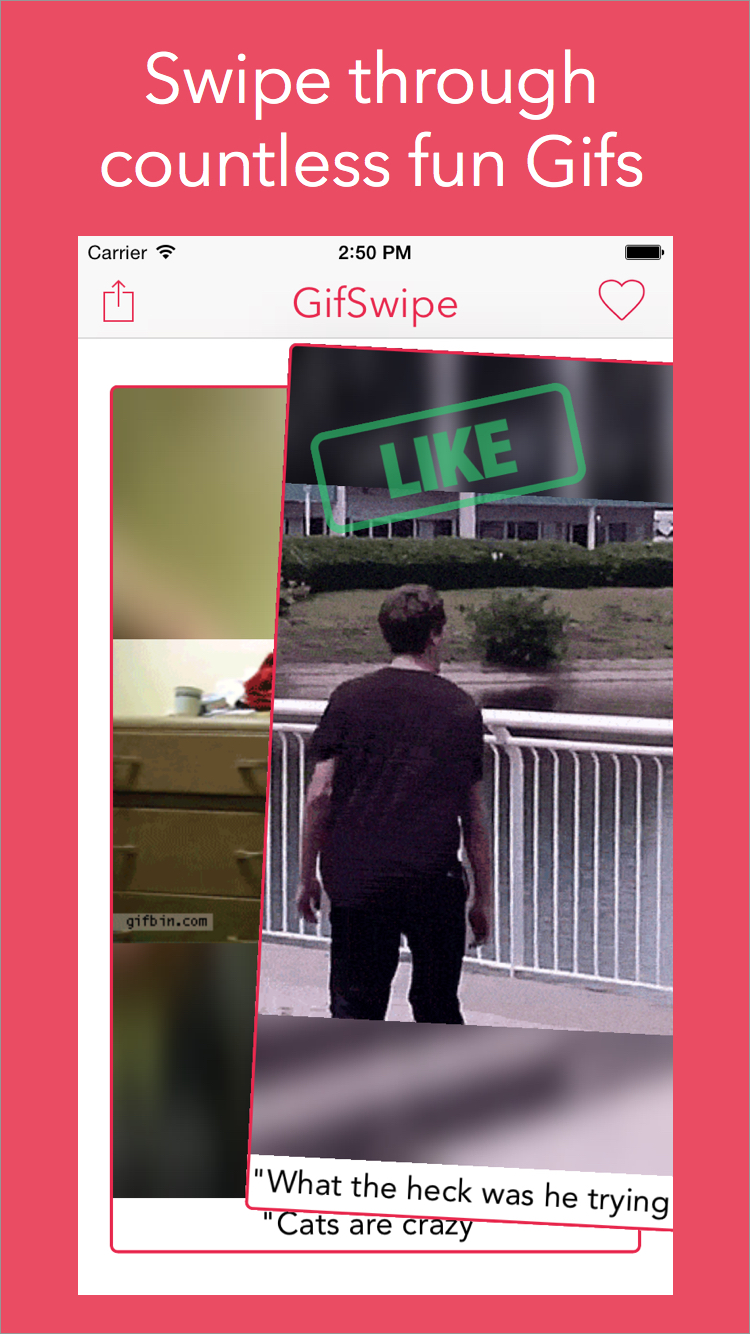 Swipe through
countless fun Gifs
Carrier 2:50 PM
GifSwipe
LIKE
gifbin.com
"What the heck was he trying
"Cats are crazy